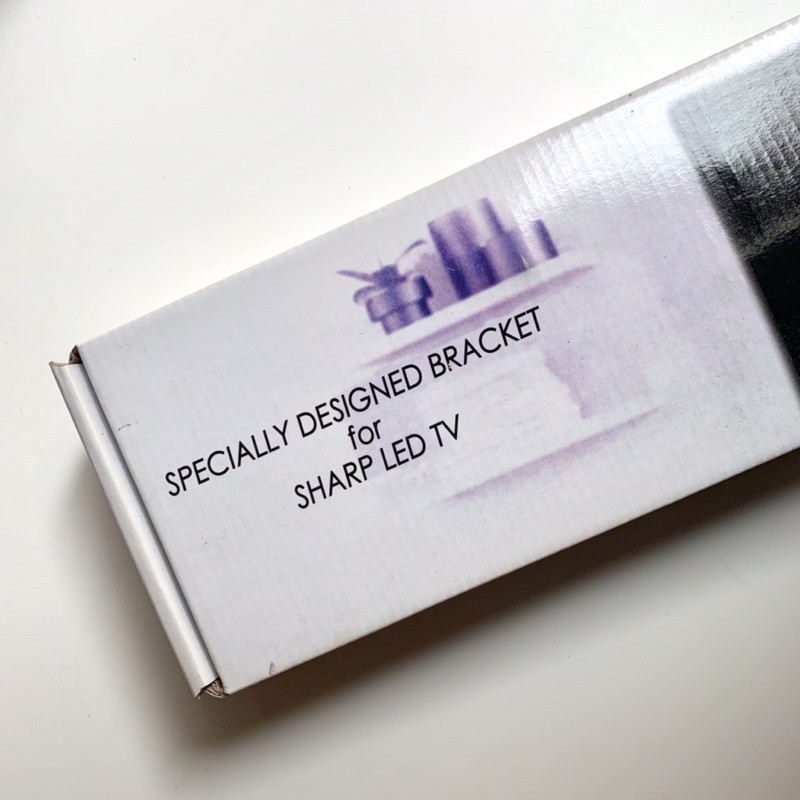 SPECIALLY DESIGNED BRACKET
for
SHARP LED TV